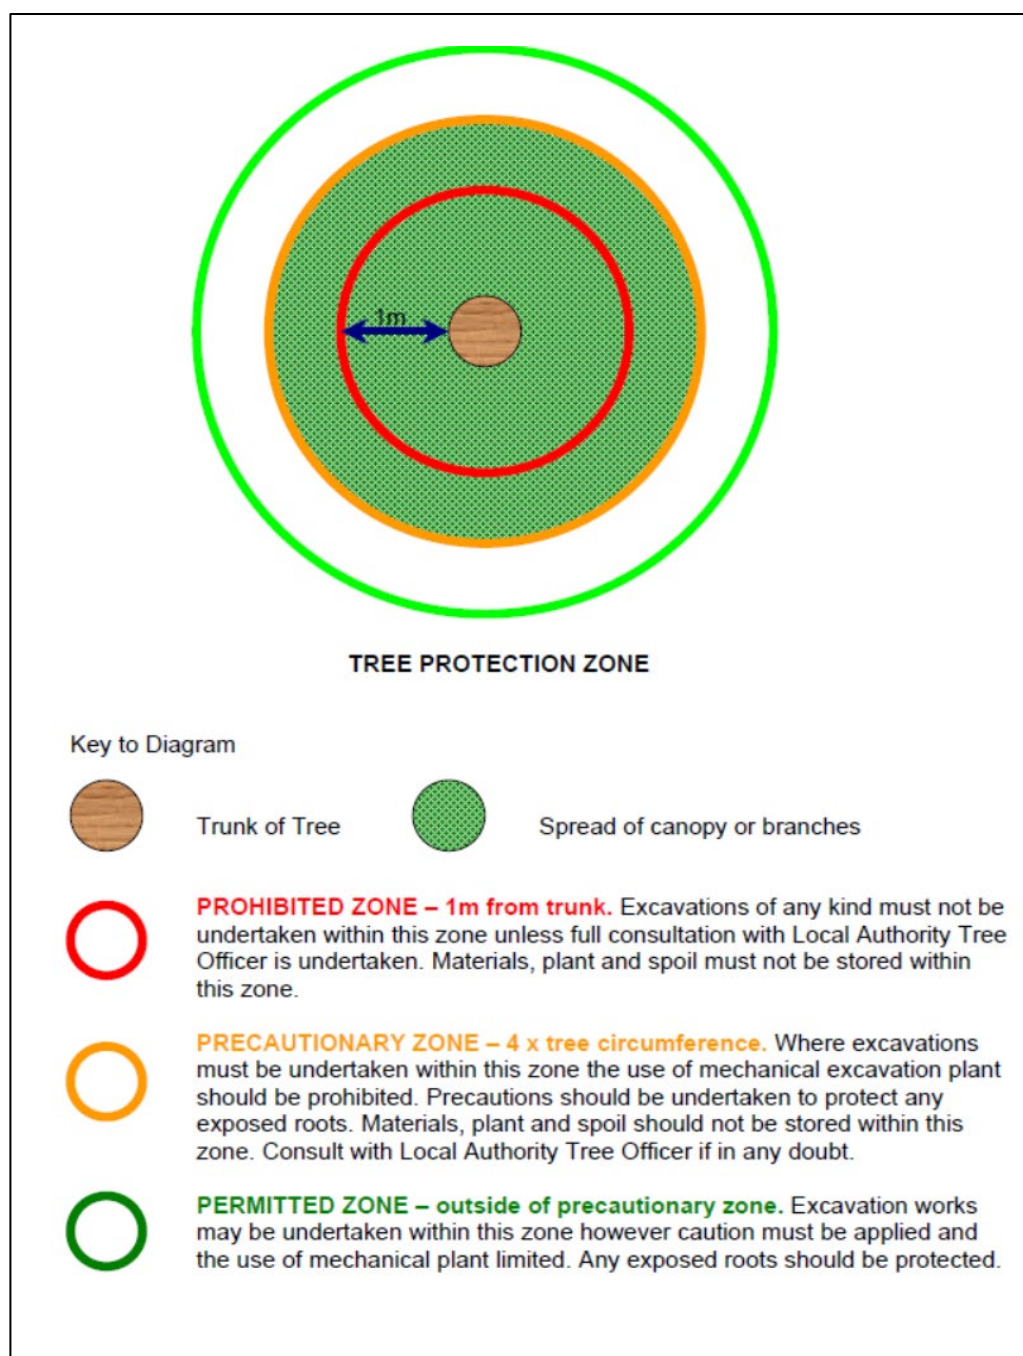 1m
TREE PROTECTION ZONE
Key to Diagram
Trunk of Tree
Spread of canopy or branches
PROHIBITED ZONE – 1m from trunk. Excavations of any kind must not be
undertaken within this zone unless full consultation with Local Authority Tree
Officer is undertaken. Materials, plant and spoil must not be stored within
this zone.
PRECAUTIONARY ZONE – 4 x tree circumference. Where excavations
must be undertaken within this zone the use of mechanical excavation plant
should be prohibited. Precautions should be undertaken to protect any
exposed roots. Materials, plant and spoil should not be stored within this
zone. Consult with Local Authority Tree Officer if in any doubt.
PERMITTED ZONE – outside of precautionary zone. Excavation works
may be undertaken within this zone however caution must be applied and
the use of mechanical plant limited. Any exposed roots should be protected.